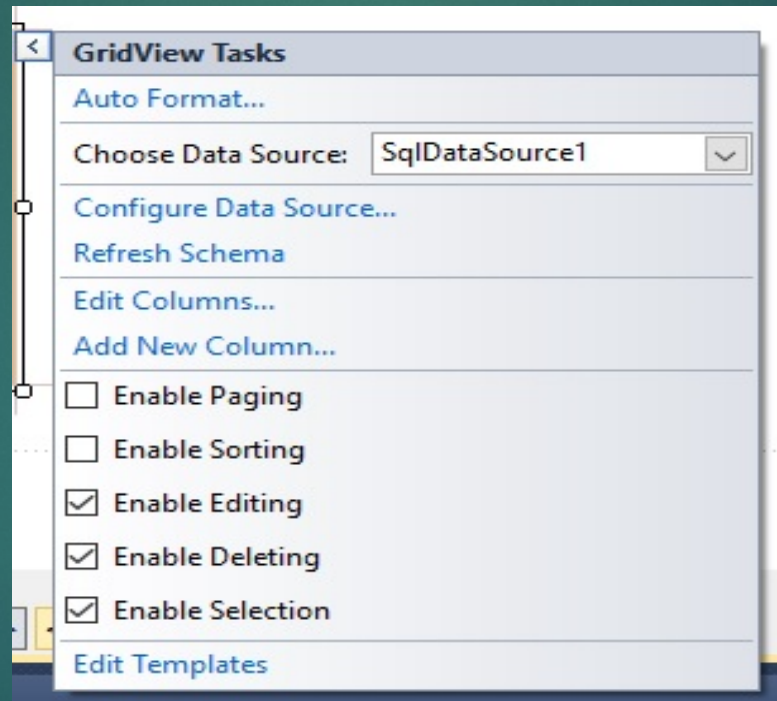 GridView Tasks
Auto Format...
Choose Data Source: SqlDataSource1
Configure Data Source...
Refresh Schema
Edit Columns...
Add New Column...
Enable Paging
Enable Sorting
Enable Editing
Enable Deleting
Enable Selection
Edit Templates